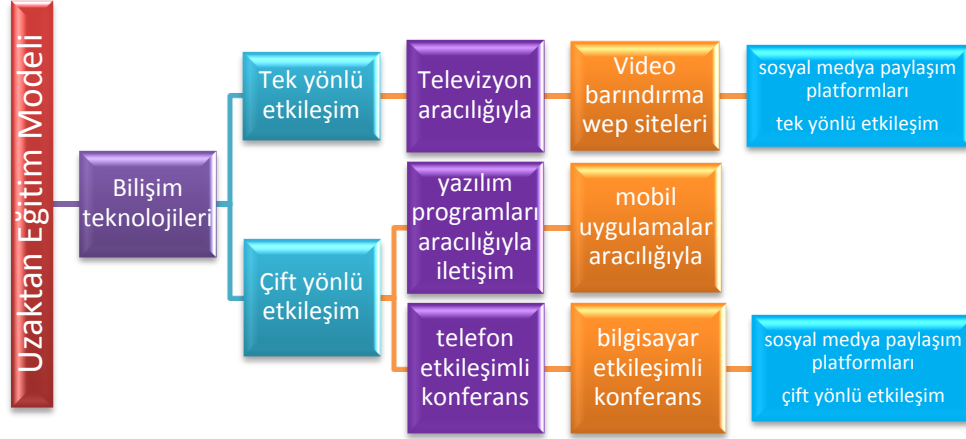 Uzaktan Eğitim Modeli
Bilişim
teknolojileri
Tek yönlü
etkileşim
Televizyon
aracılığıyla
Video
barındırma
wep siteleri
sosyal medya paylaşım
platformları
tek yönlü etkileşim
Çift yönlü
etkileşim
yazılım
programları
aracılığıyla
iletişim
mobil
uygulamalar
aracılığıyla
telefon
etkileşimli
konferans
bilgisayar
etkileşimli
konferans
sosyal medya paylaşım
platformları
çift yönlü etkileşim